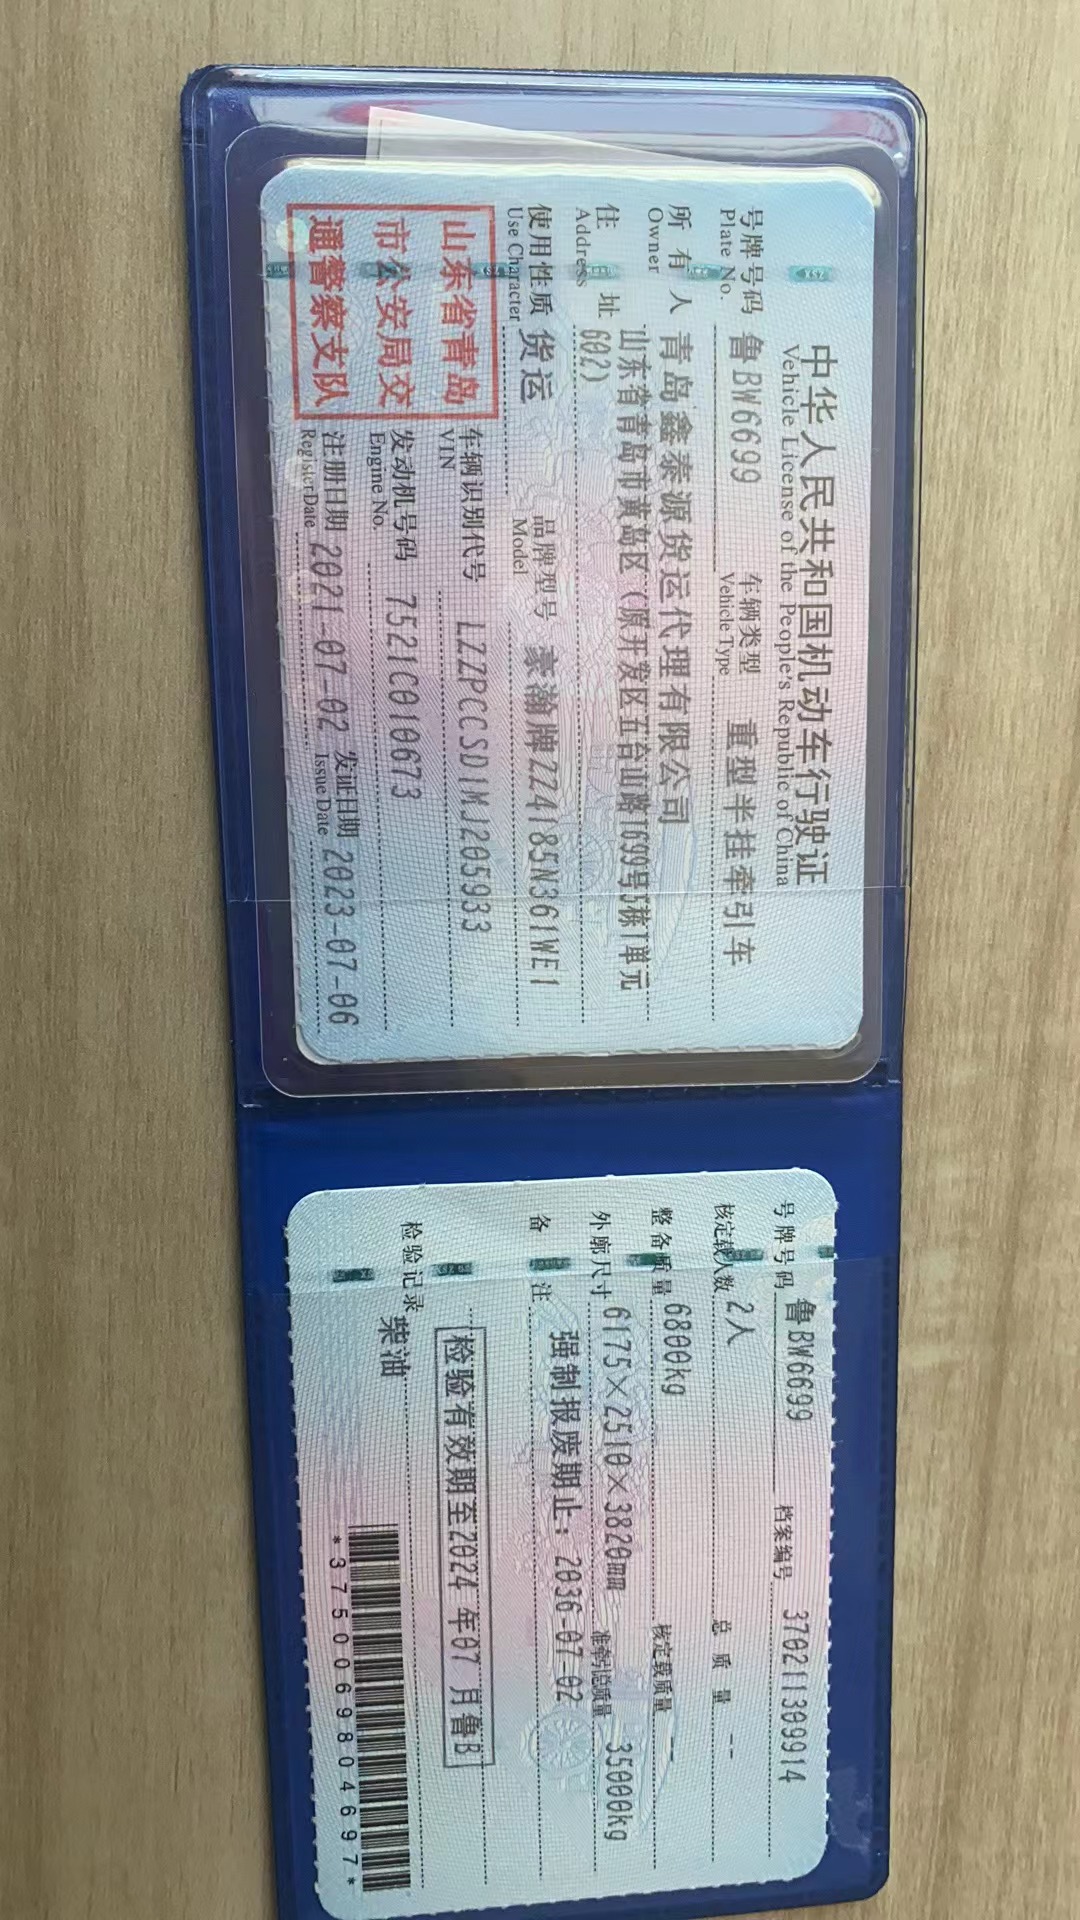 中华人民共和国机动车行驶证
Vehicle License of the People's Republic of China
号牌号码 鲁BW6699 车辆类型 重型半挂牵引车
Plate No. Vehicle Type
所有人 青岛鑫泰源货运代理有限公司
Owner
住址 山东省青岛市黄岛区(原开发区五台山路1699号5栋1单元
Address 602)
使用性质 货运 品牌型号 豪瀚牌ZZ4185N361WE1
Use Character Model
山东省青岛
市公安局交
通警察支队
车辆识别代号 LZZPCCSD1MJ205933
VIN
发动机号码 7521C010673
Engine No.
注册日期 2021-07-02 发证日期 2023-07-06
Register Date Issue Date
号牌号码 鲁BW6699 档案编号 370211309914
核定载人数 2人 总质量 --
整备质量 6800kg 核定载质量 --
外廓尺寸 6175×2510×3820mm 准牵引总质量 35000kg
备注 强制报废期止:2036-07-02
检验有效期至2024年07月鲁B
检验记录
柴油
*3750069804697*